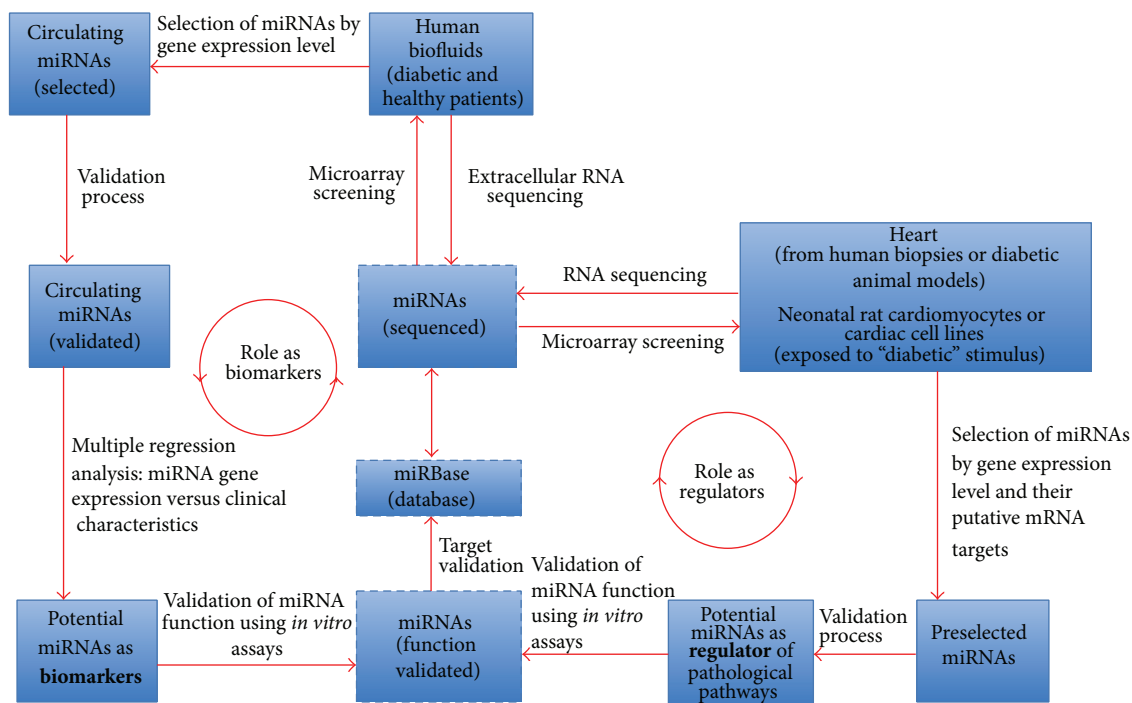 Circulating
miRNAs
(selected)
Selection of miRNAs by
gene expression level
Human
biofluids
(diabetic and
healthy patients)
Validation
process
Microarray
screening
Extracellular RNA
sequencing
Circulating
miRNAs
(validated)
Role as
biomarkers
miRNAs
(sequenced)
RNA sequencing
Microarray screening
Heart
(from human biopsies or diabetic
animal models)
Neonatal rat cardiomyocytes or
cardiac cell lines
(exposed to “diabetic” stimulus)
Multiple regression
analysis: miRNA gene
expression versus clinical
characteristics
miRBase
(database)
Role as
regulators
Selection of miRNAs
by gene expression
level and their
putative mRNA
targets
Target
validation
Potential
miRNAs as
biomarkers
Validation of miRNA
function using in vitro
assays
miRNAs
(function
validated)
Validation of
miRNA function
using in vitro
assays
Potential
miRNAs as
regulator of
pathological
pathways
Validation
process
Preselected
miRNAs